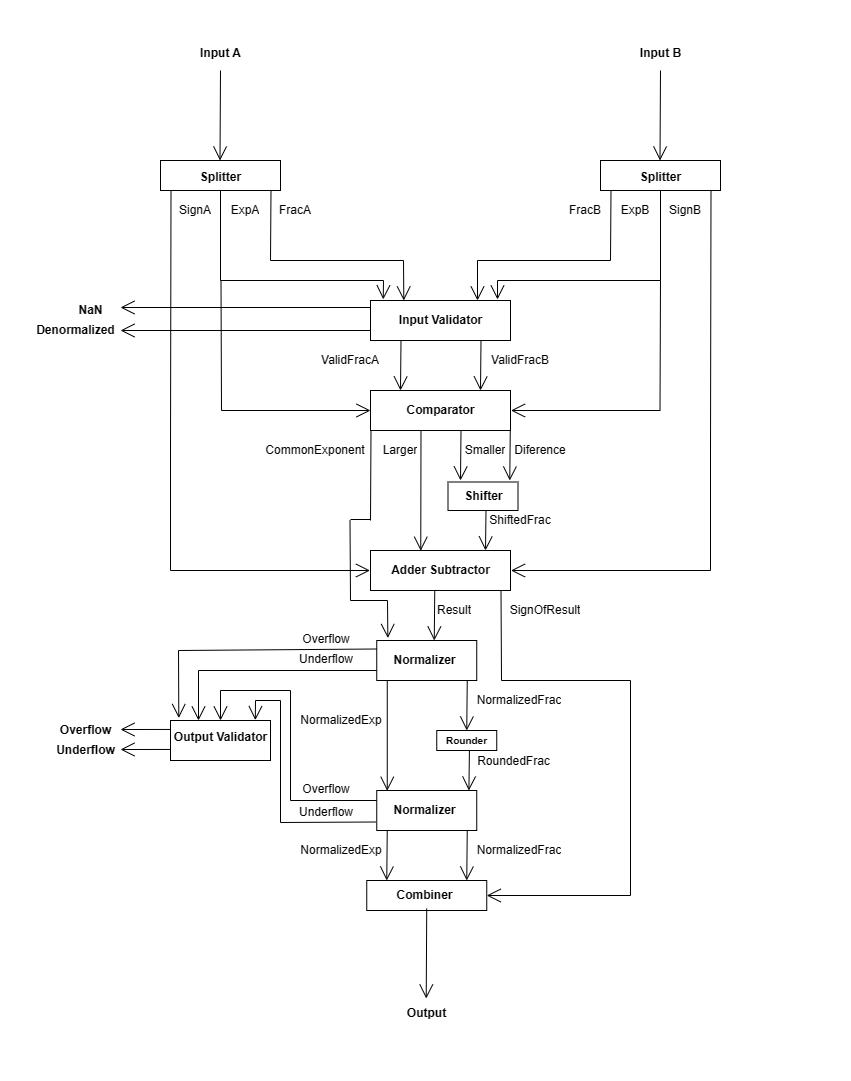 Input A
Input B
Splitter
Splitter
SignA
ExpA
FracA
FracB
ExpB
SignB
NaN
Denormalized
Input Validator
ValidFracA
ValidFracB
Comparator
CommonExponent
Larger
Smaller
Diference
Shifter
ShiftedFrac
Adder Subtractor
Result
SignOfResult
Overflow
Underflow
Normalizer
NormalizedExp
NormalizedFrac
Overflow
Underflow
Output Validator
Rounder
RoundedFrac
Overflow
Underflow
Normalizer
NormalizedExp
NormalizedFrac
Combiner
Output